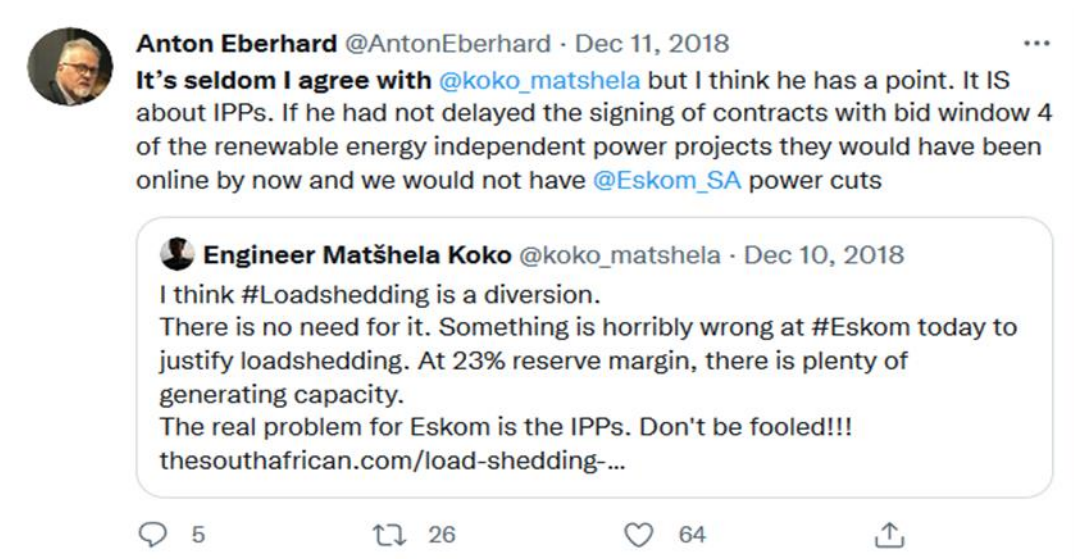 Anton Eberhard @AntonEberhard · Dec 11, 2018
It's seldom I agree with @koko_matshela but I think he has a point. It IS
about IPPs. If he had not delayed the signing of contracts with bid window 4
of the renewable energy independent power projects they would have been
online by now and we would not have @Eskom_SA power cuts
Engineer Matšhela Koko @koko_matshela · Dec 10, 2018
I think #Loadshedding is a diversion.
There is no need for it. Something is horribly wrong at #Eskom today to
justify loadshedding. At 23% reserve margin, there is plenty of
generating capacity.
The real problem for Eskom is the IPPs. Don't be fooled!!!
thesouthafrican.com/load-shedding-...
5 26 64